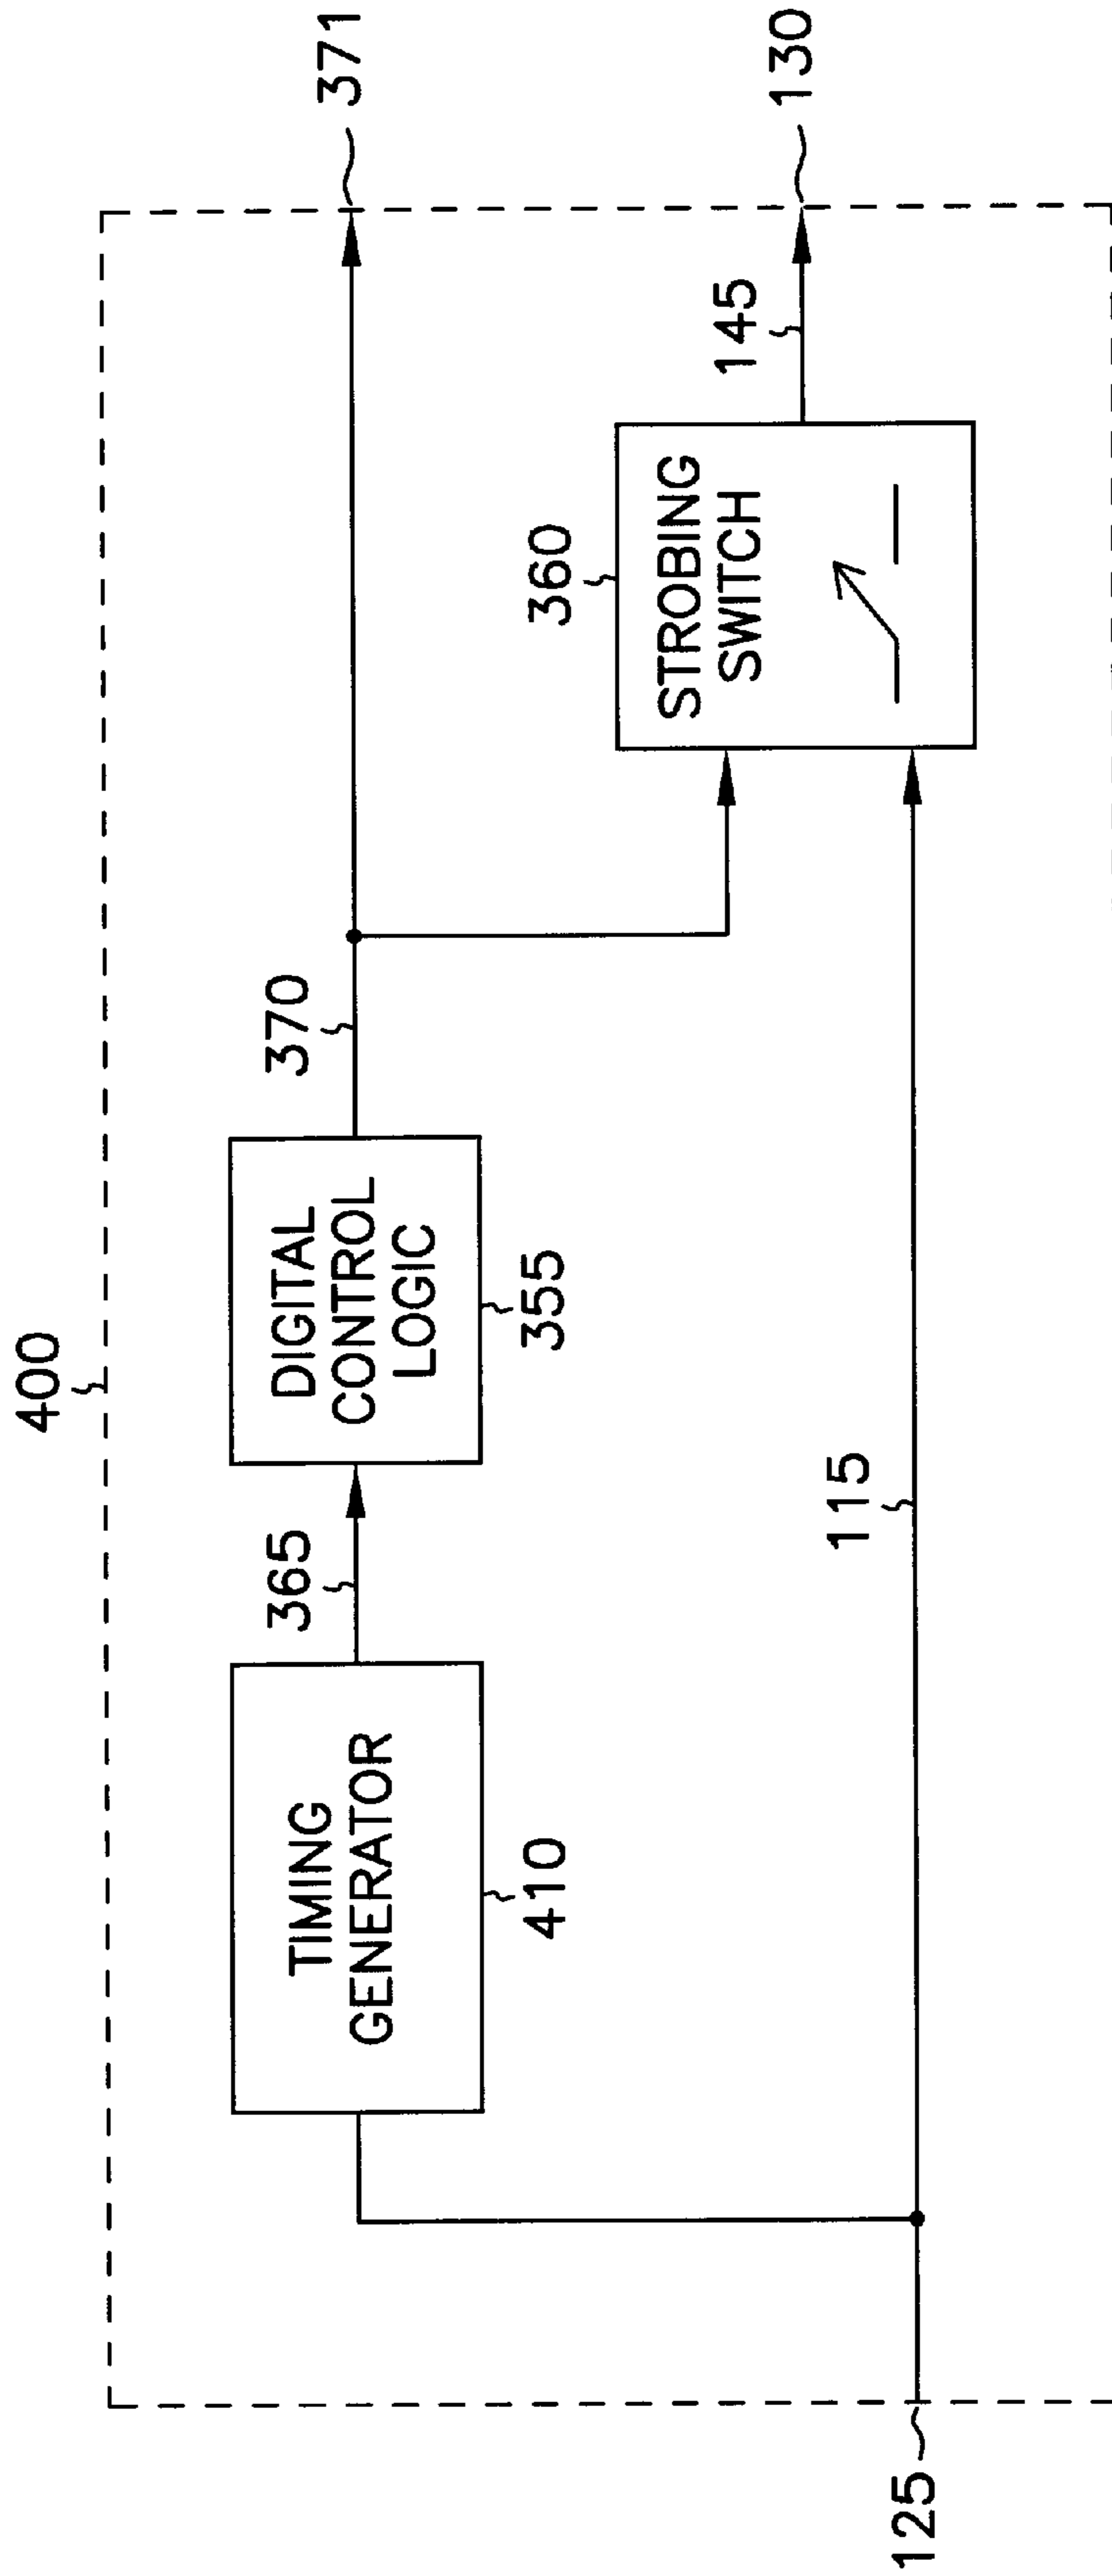 400
TIMING
GENERATOR
410
365
DIGITAL
CONTROL
LOGIC
355
370
371
360
STROBING
SWITCH
145
130
115
125